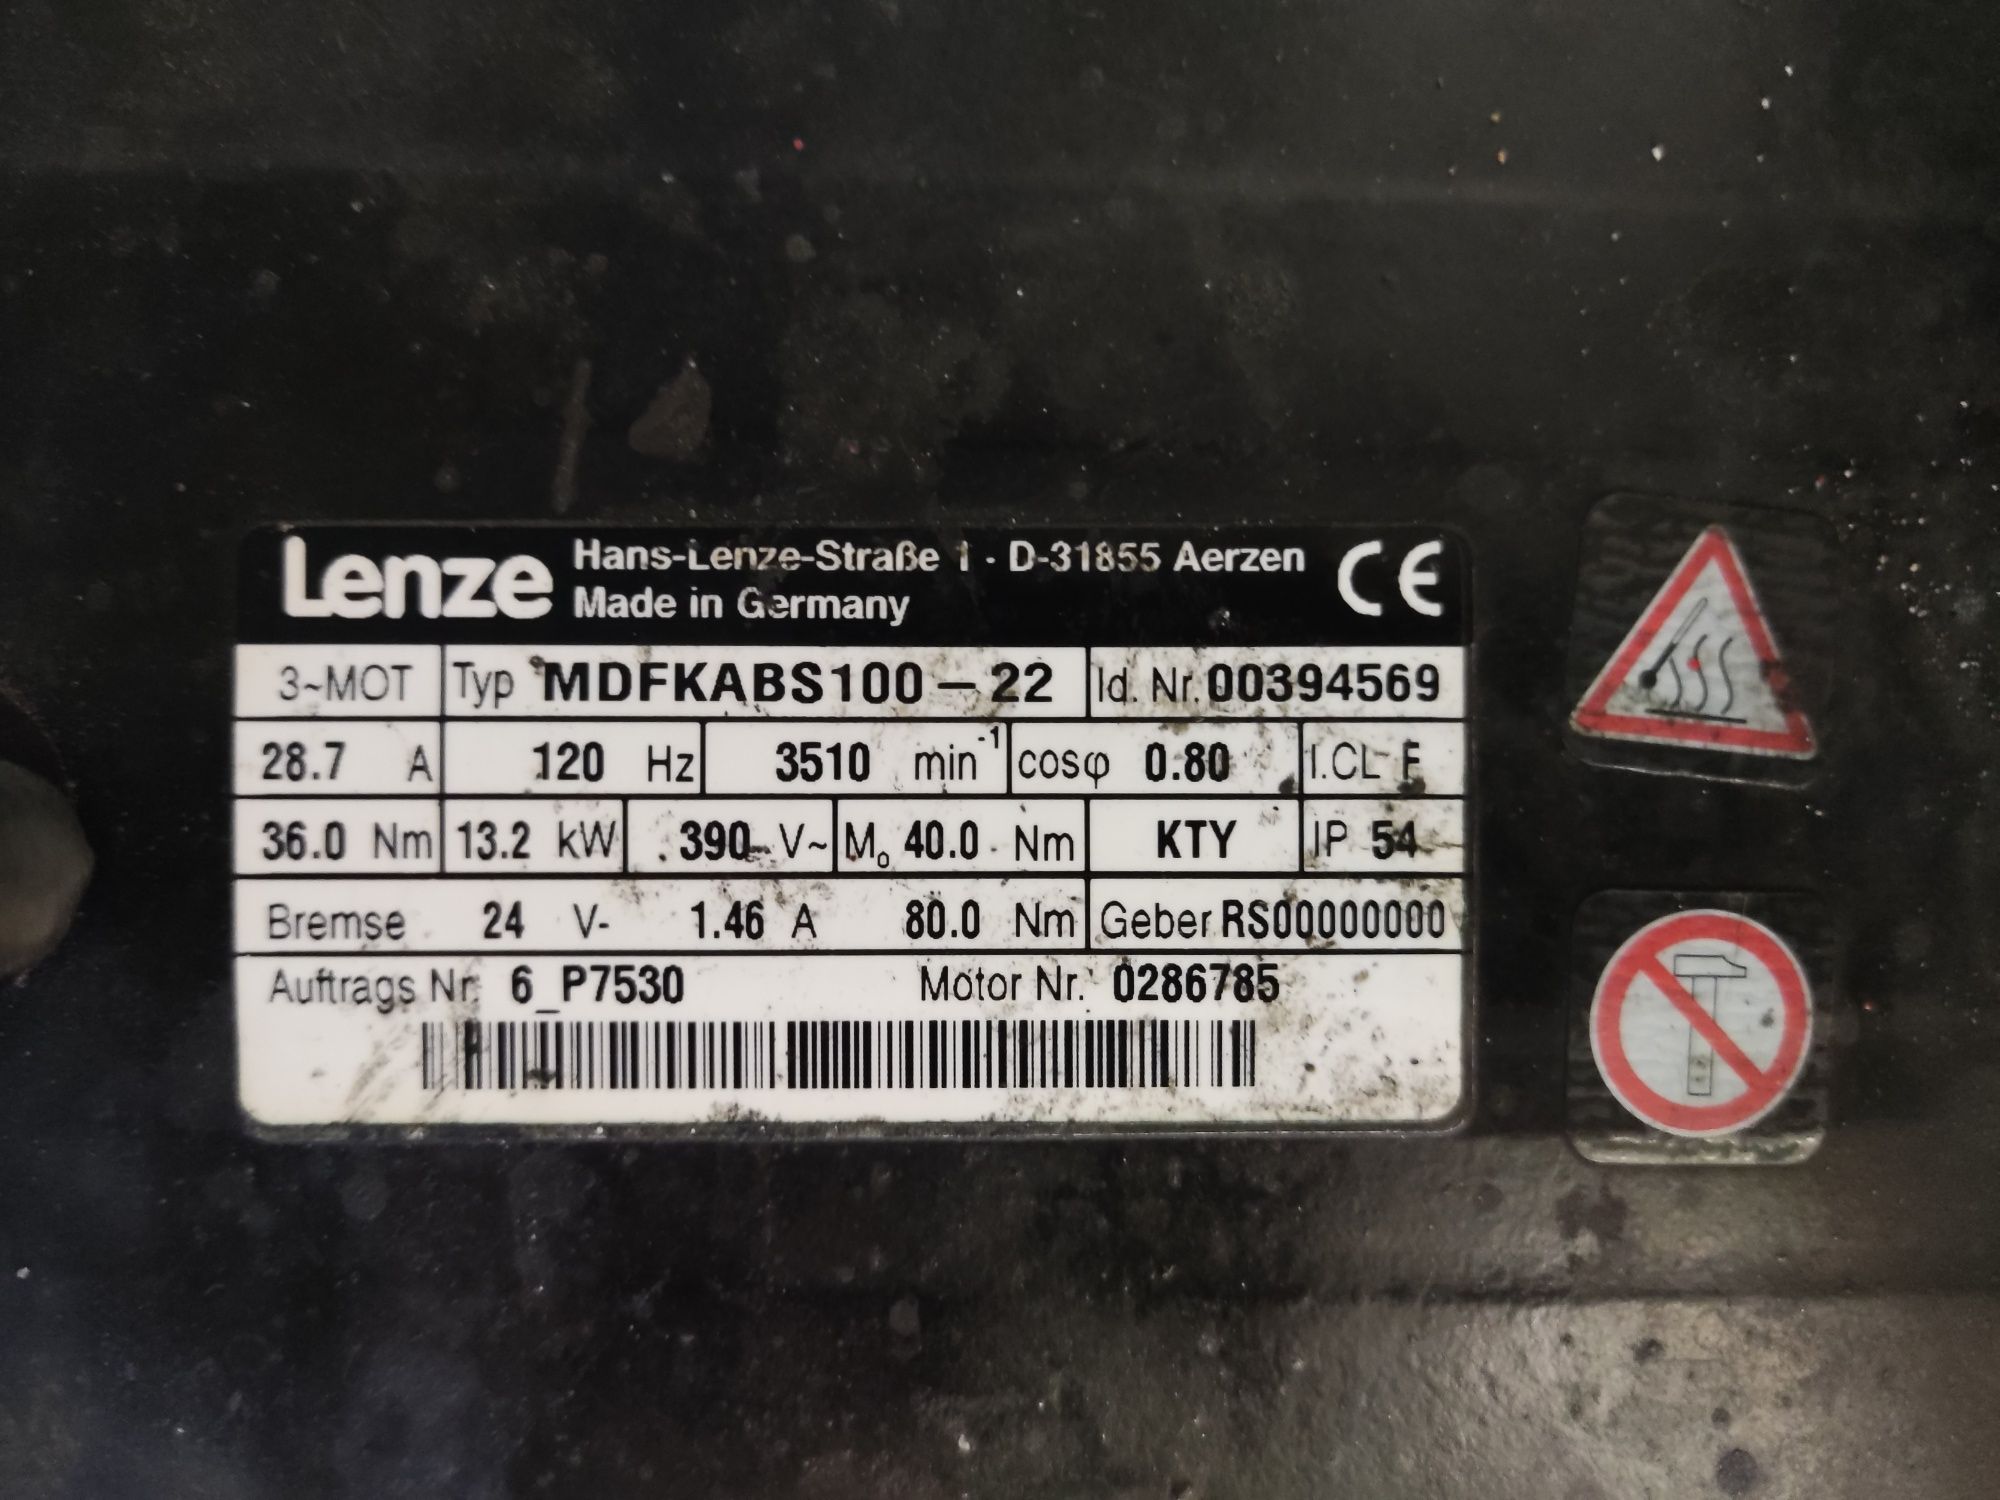 Lenze Hans-Lenze-Straße 1 · D-31855 Aerzen CE
Made in Germany
3~MOT Typ MDFKABS100-22 Id. Nr. 00394569
28.7 A 120 Hz 3510 min⁻¹ cosφ 0.80 I.CL F
36.0 Nm 13.2 kW 390 V~ M₀ 40.0 Nm KTY IP 54
Bremse 24 V- 1.46 A 80.0 Nm Geber RS00000000
Auftrags Nr. 6_P7530 Motor Nr. 0286785